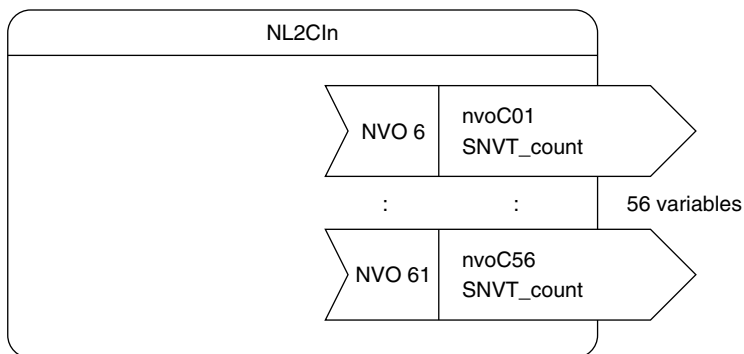 NL2CIn
NVO 6
nvoC01
SNVT_count
: :
56 variables
NVO 61
nvoC56
SNVT_count